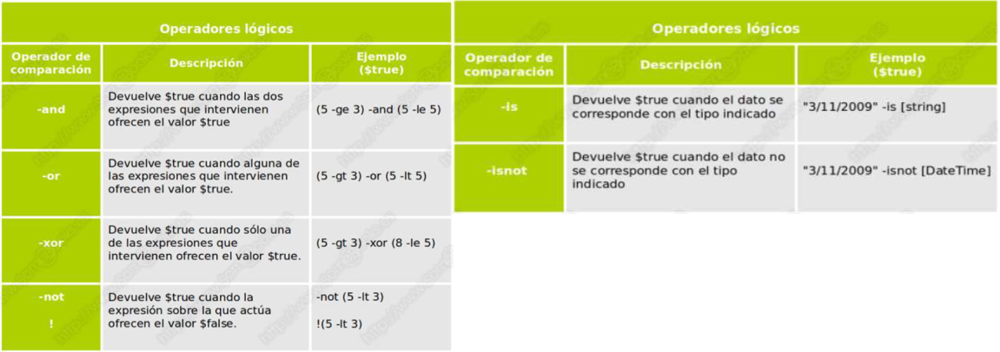 Operadores lógicos
Operador de
comparación
Descripción
Ejemplo
($true)
-and
Devuelve $true cuando las dos
expresiones que intervienen
ofrecen el valor $true
(5 -ge 3) -and (5 -le 5)
-or
Devuelve $true cuando alguna de
las expresiones que intervienen
ofrecen el valor $true.
(5 -gt 3) -or (5 -lt 5)
-xor
Devuelve $true cuando sólo una
de las expresiones que
intervienen ofrecen el valor $true.
(5 -gt 3) -xor (8 -le 5)
-not
!
Devuelve $true cuando la
expresión sobre la que actúa
ofrecen el valor $false.
-not (5 -lt 3)
!(5 -lt 3)
Operadores lógicos
Operador de
comparación
Descripción
Ejemplo
($true)
-is
Devuelve $true cuando el dato se
corresponde con el tipo indicado
"3/11/2009" -is [string]
-isnot
Devuelve $true cuando el dato no
se corresponde con el tipo
indicado
"3/11/2009" -isnot [DateTime]